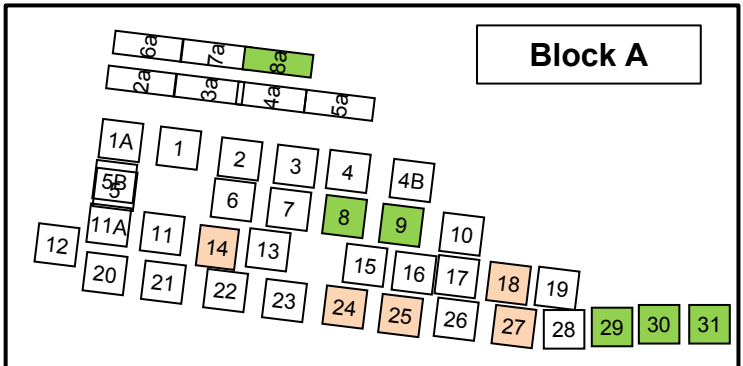 Block A
6a 7a 8a
2a 3a 4a 5a
1A 1 2 3 4 4B
5B 5 6 7 8 9 10
11A 11 14 13 15 16 17 18 19
12 20 21 22 23 24 25 26 27 28 29 30 31